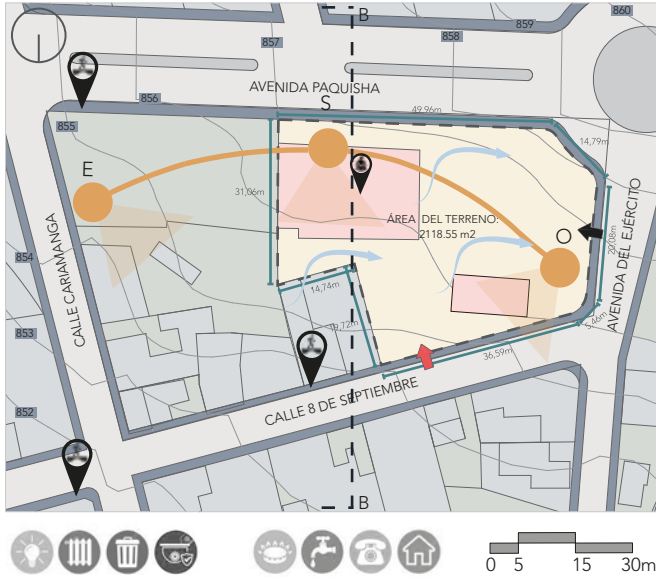 860
859
B
858
857
AVENIDA PAQUISHA
856
S
49,96m
855
14,79m
E
31,06m
ÁREA DEL TERRENO:
2118.55 m2
O
20,08m
AVENIDA DEL EJÉRCITO
CALLE CARIAMANGA
854
14,74m
5,46m
853
36,59m
CALLE 8 DE SEPTIEMBRE
852
B
0 5 15 30m